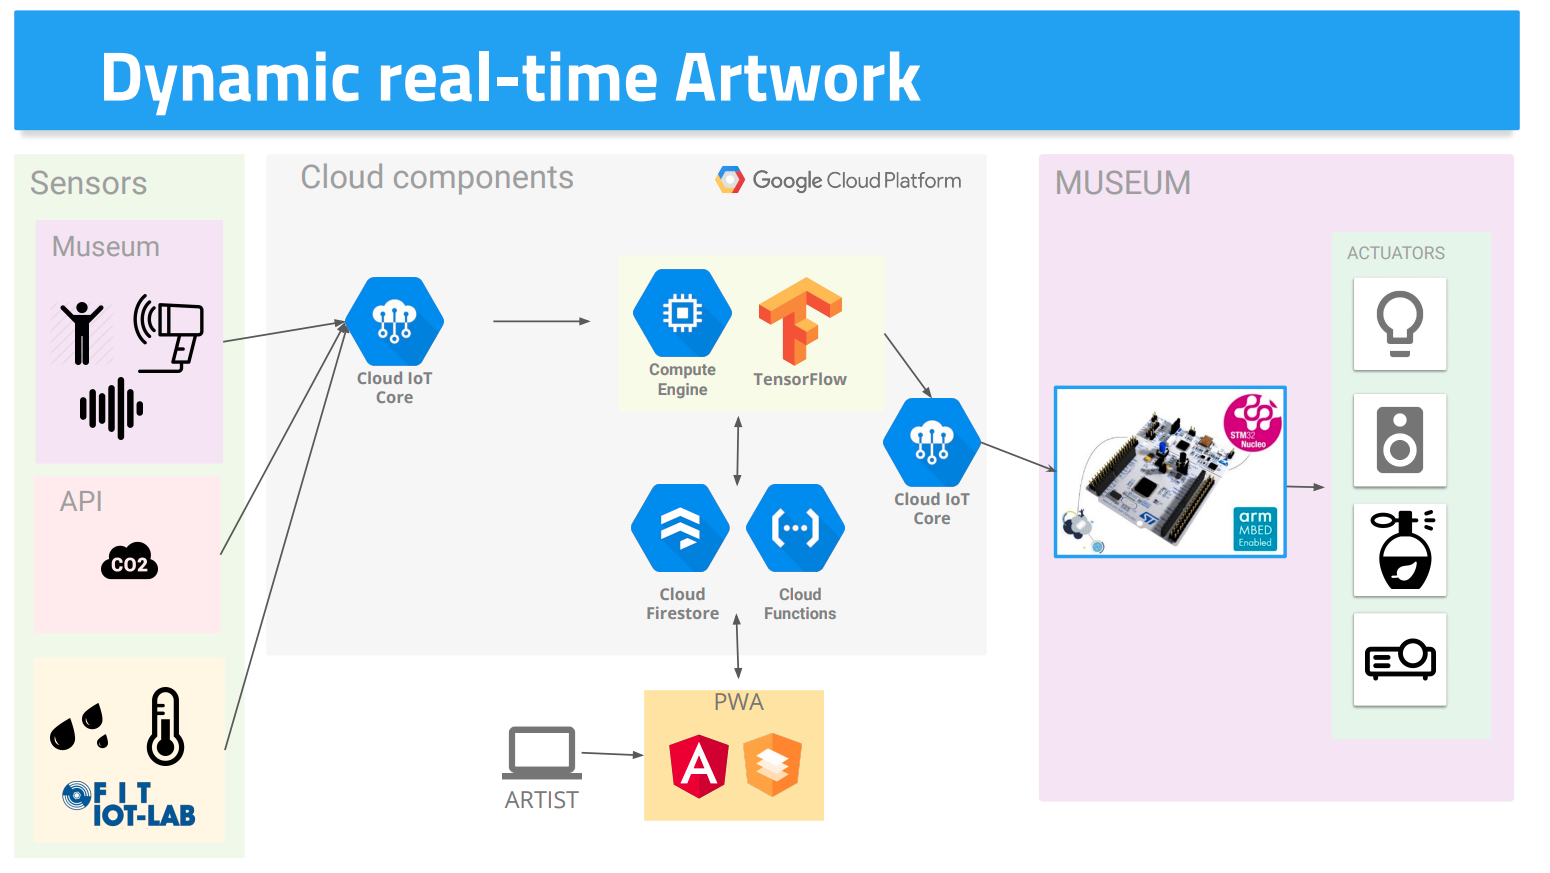 Dynamic real-time Artwork
Sensors
Museum
API
CO2
FIT
IOT-LAB
Cloud components
Google Cloud Platform
Cloud IoT
Core
Compute
Engine
TensorFlow
Cloud IoT
Core
Cloud
Firestore
Cloud
Functions
PWA
A
ARTIST
MUSEUM
STM32
Nucleo
ST
arm
MBED
Enabled
ACTUATORS